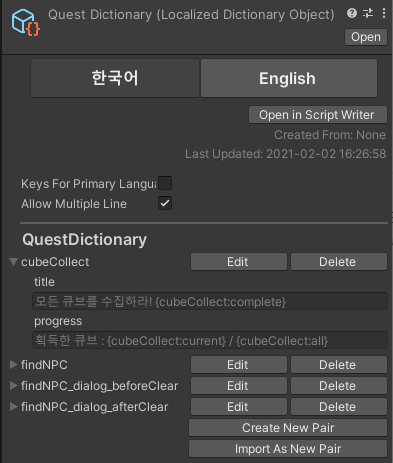 Quest Dictionary (Localized Dictionary Object)
Open
한국어 English
Open in Script Writer
Created From: None
Last Updated: 2021-02-02 16:26:58
Keys For Primary Langua
Allow Multiple Line
QuestDictionary
cubeCollect Edit Delete
title
모든 큐브를 수집하라! {cubeCollect:complete}
progress
획득한 큐브 : {cubeCollect:current} / {cubeCollect:all}
findNPC Edit Delete
findNPC_dialog_beforeClear Edit Delete
findNPC_dialog_afterClear Edit Delete
Create New Pair
Import As New Pair